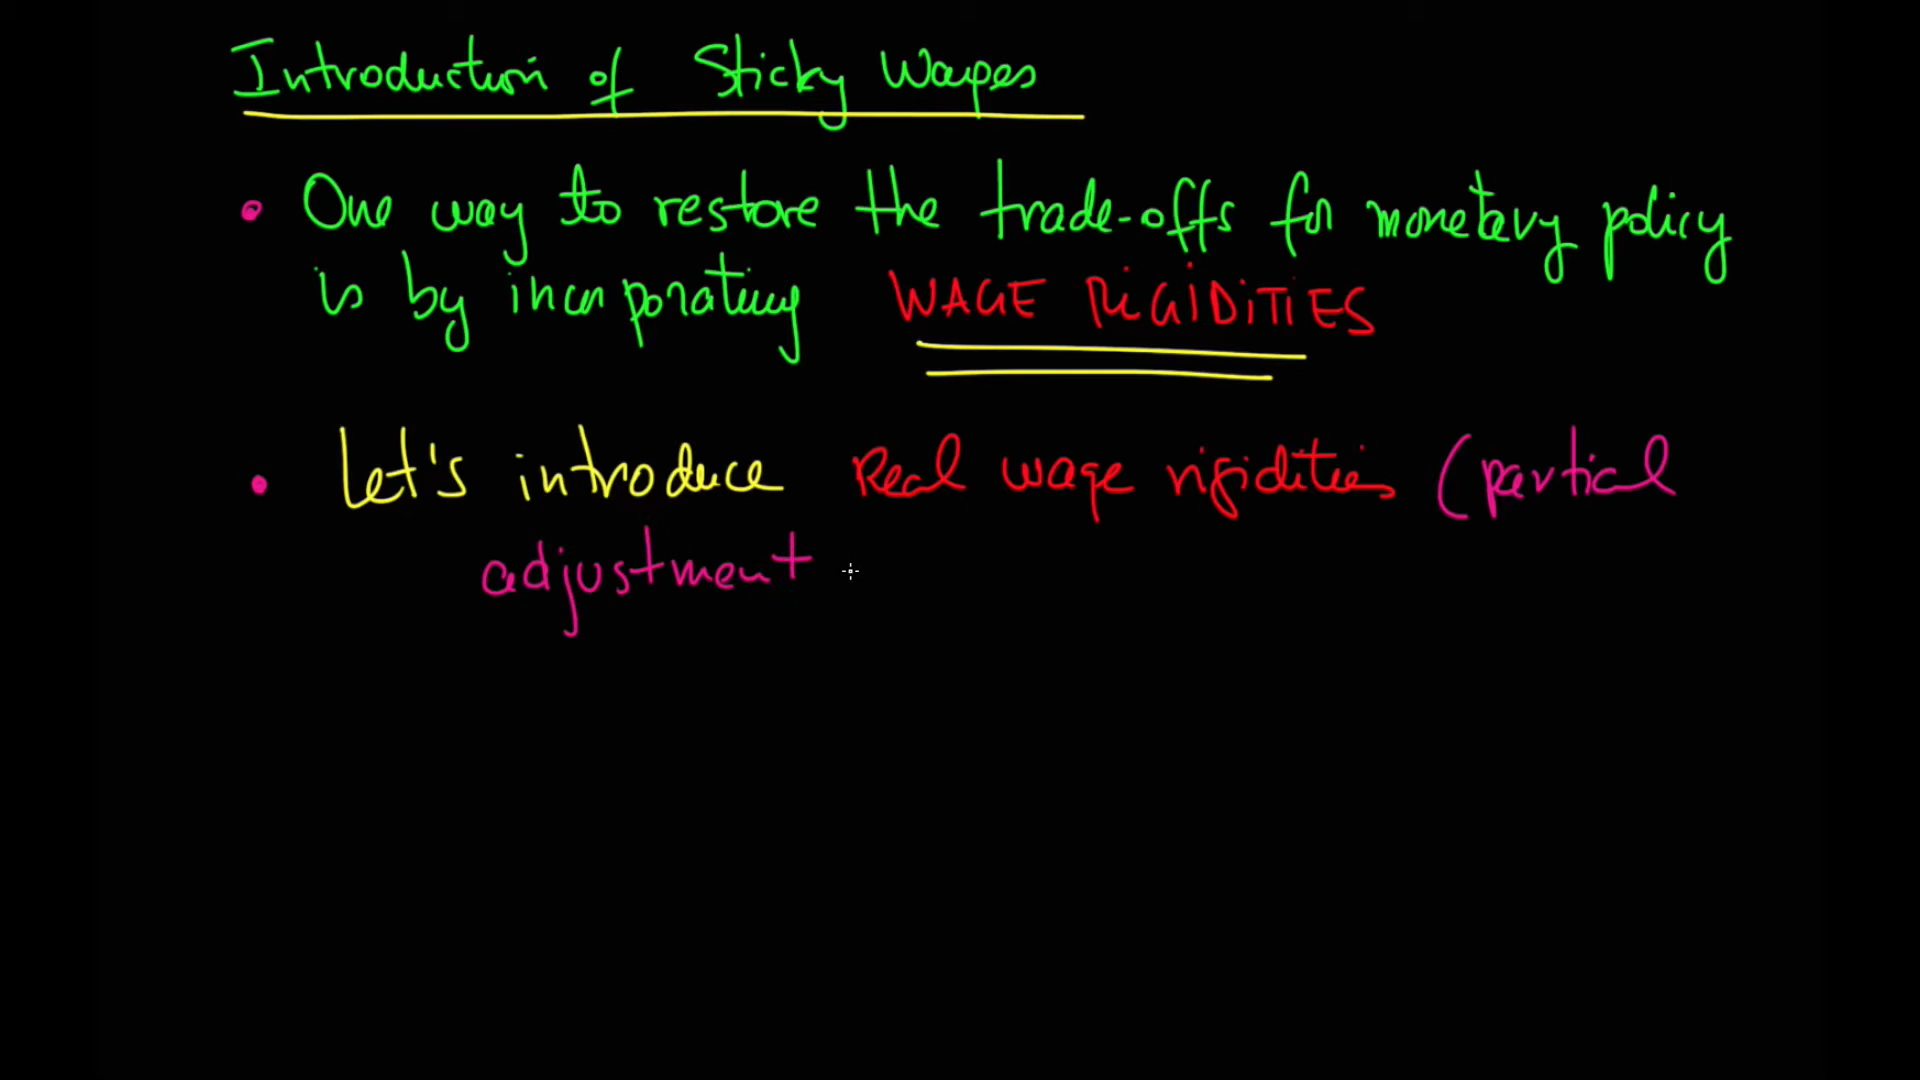 Introduction of Sticky Wages
• One way to restore the trade-offs for monetary policy
is by incorporating WAGE RIGIDITIES
• Let's introduce Real wage rigidities (partial
adjustment